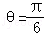 θ = π/6